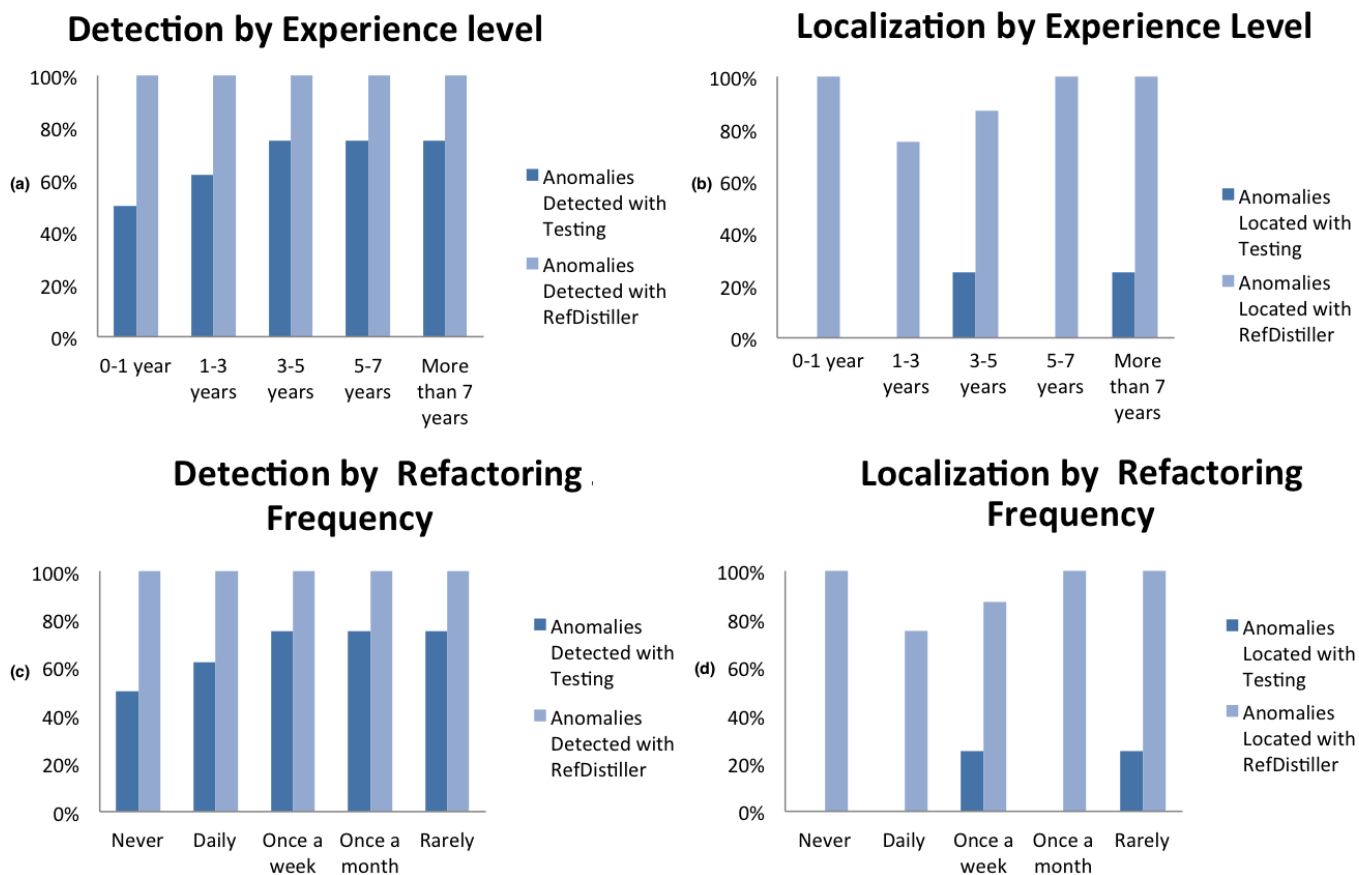 Detection by Experience level
100%
80%
(a) 60%
40%
20%
0%
0-1 year
1-3
years
3-5
years
5-7
years
More
than 7
years
Anomalies
Detected with
Testing
Anomalies
Detected with
RefDistiller
Localization by Experience Level
100%
80%
(b) 60%
40%
20%
0%
0-1 year
1-3
years
3-5
years
5-7
years
More
than 7
years
Anomalies
Located with
Testing
Anomalies
Located with
RefDistiller
Detection by Refactoring
Frequency
100%
80%
60%
(c)
40%
20%
0%
Never
Daily
Once a
week
Once a
month
Rarely
Anomalies
Detected with
Testing
Anomalies
Detected with
RefDistiller
Localization by Refactoring
Frequency
100%
80%
60%
(d)
40%
20%
0%
Never
Daily
Once a
week
Once a
month
Rarely
Anomalies
Located with
Testing
Anomalies
Located with
RefDistiller